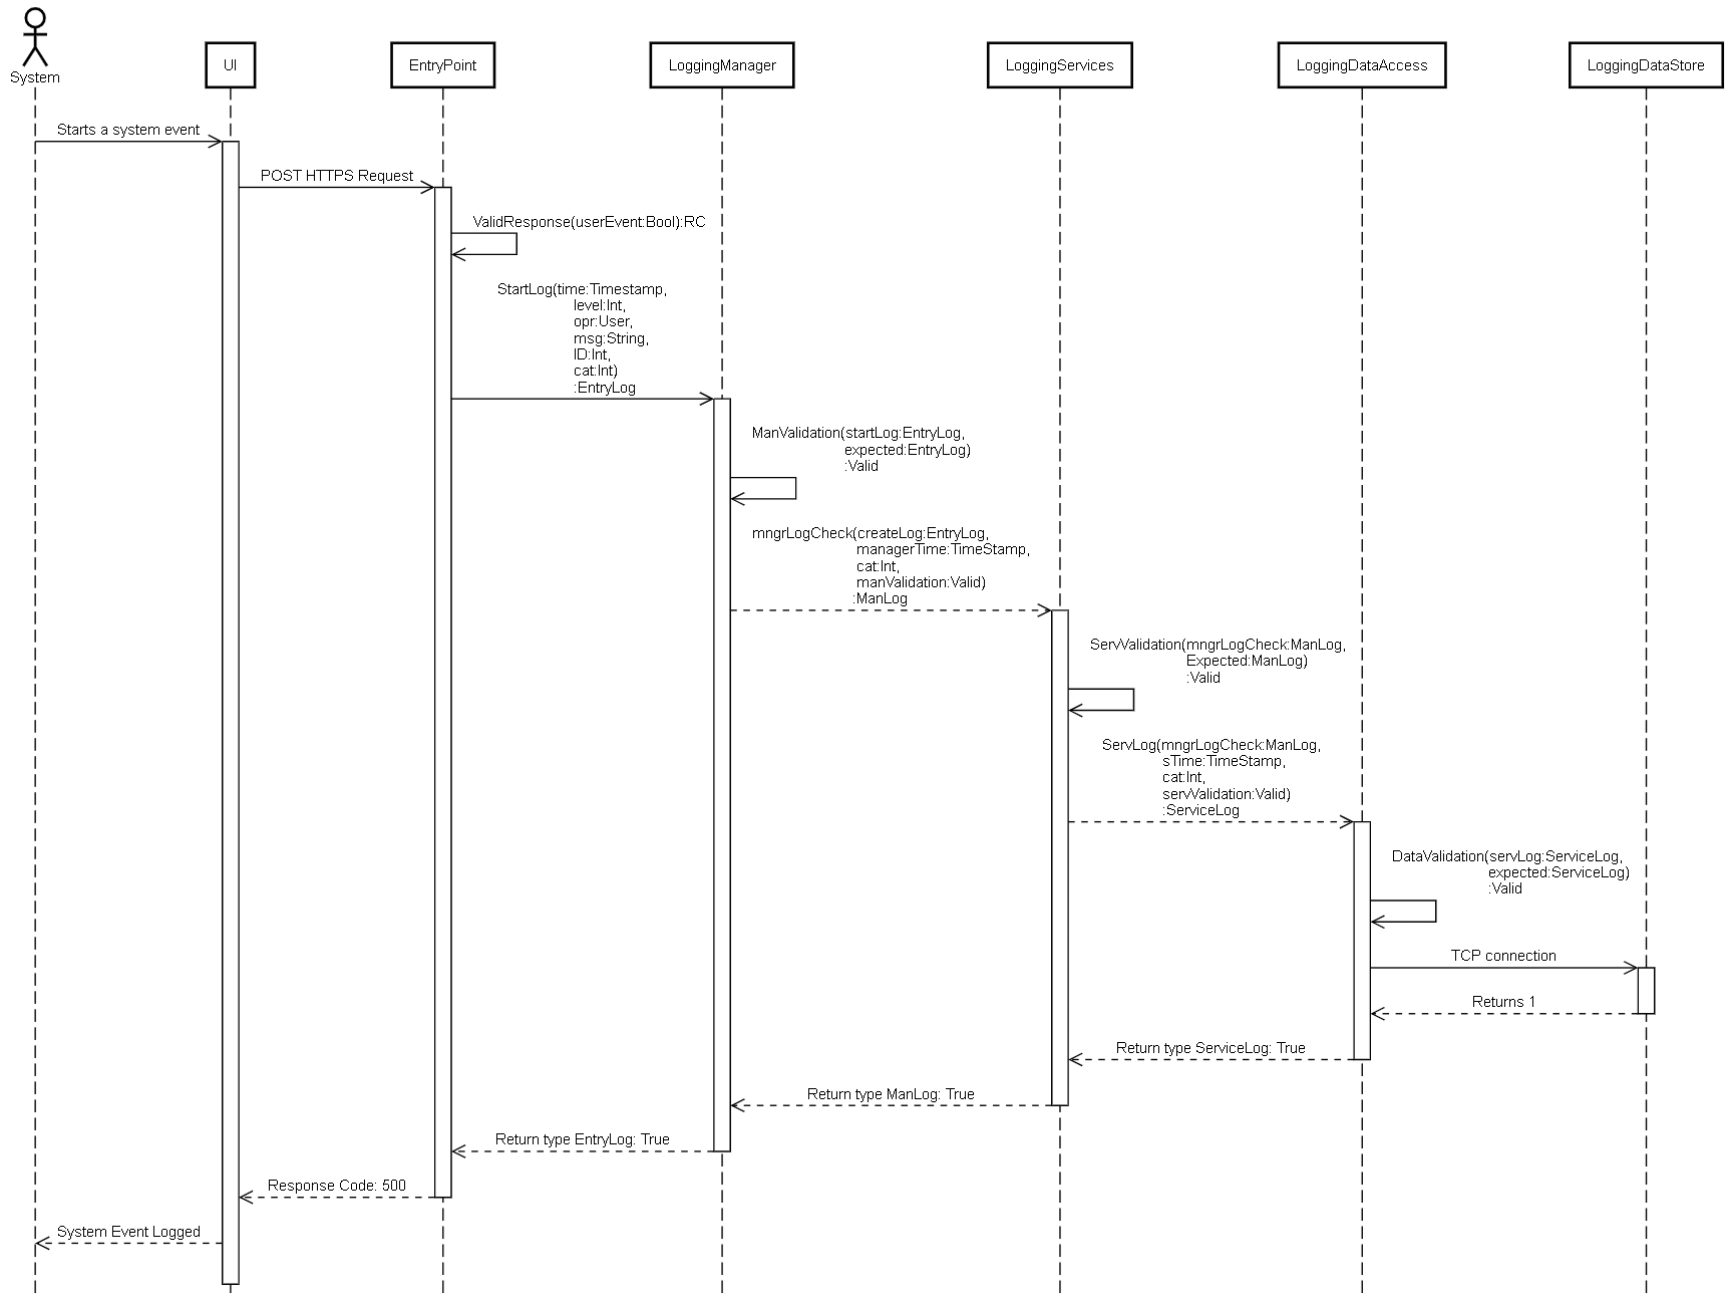 System
UI
EntryPoint
LoggingManager
LoggingServices
LoggingDataAccess
LoggingDataStore
Starts a system event
POST HTTPS Request
ValidResponse(userEvent:Bool):RC
StartLog(time:Timestamp,
level:Int,
opr:User,
msg:String,
ID:Int,
cat:Int)
:EntryLog
ManValidation(startLog:EntryLog,
expected:EntryLog)
:Valid
mngrLogCheck(createLog:EntryLog,
managerTime:TimeStamp,
cat:Int,
manValidation:Valid)
:ManLog
ServValidation(mngrLogCheck:ManLog,
Expected:ManLog)
:Valid
ServLog(mngrLogCheck:ManLog,
sTime:TimeStamp,
cat:Int,
servValidation:Valid)
:ServiceLog
DataValidation(servLog:ServiceLog,
expected:ServiceLog)
:Valid
TCP connection
Returns 1
Return type ServiceLog: True
Return type ManLog: True
Return type EntryLog: True
Response Code: 500
System Event Logged